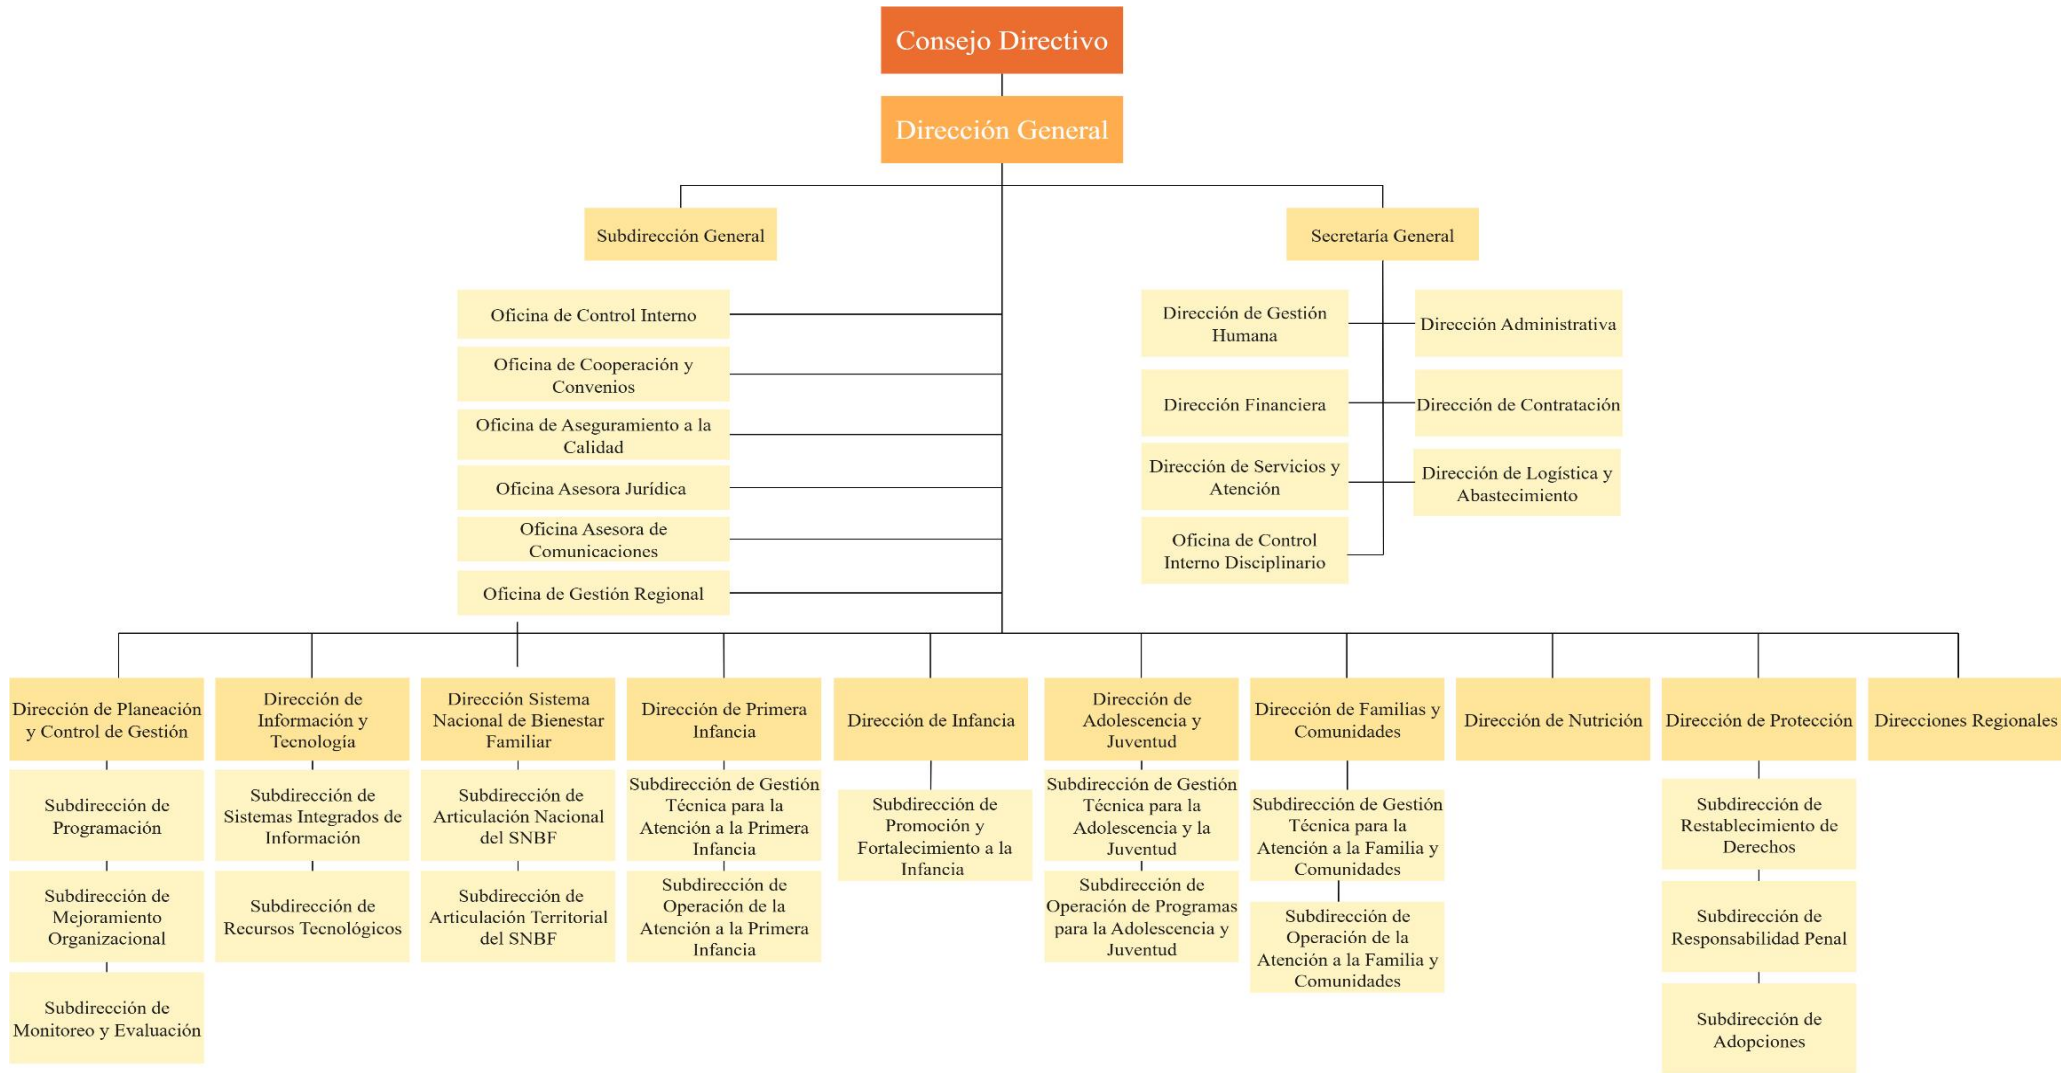 Consejo Directivo
Dirección General
Subdirección General
Secretaría General
Oficina de Control Interno
Oficina de Cooperación y
Convenios
Oficina de Aseguramiento a la
Calidad
Oficina Asesora Jurídica
Oficina Asesora de
Comunicaciones
Oficina de Gestión Regional
Dirección de Gestión
Humana
Dirección Administrativa
Dirección Financiera
Dirección de Contratación
Dirección de Servicios y
Atención
Dirección de Logística y
Abastecimiento
Oficina de Control
Interno Disciplinario
Dirección de Planeación
y Control de Gestión
Subdirección de
Programación
Subdirección de
Mejoramiento
Organizacional
Subdirección de
Monitoreo y Evaluación
Dirección de
Información y
Tecnología
Subdirección de
Sistemas Integrados de
Información
Subdirección de
Recursos Tecnológicos
Dirección Sistema
Nacional de Bienestar
Familiar
Subdirección de
Articulación Nacional
del SNBF
Subdirección de
Articulación Territorial
del SNBF
Dirección de Primera
Infancia
Subdirección de Gestión
Técnica para la
Atención a la Primera
Infancia
Subdirección de
Operación de la
Atención a la Primera
Infancia
Dirección de Infancia
Subdirección de
Promoción y
Fortalecimiento a la
Infancia
Dirección de
Adolescencia y
Juventud
Subdirección de Gestión
Técnica para la
Adolescencia y la
Juventud
Subdirección de
Operación de Programas
para la Adolescencia y
Juventud
Dirección de Familias y
Comunidades
Subdirección de Gestión
Técnica para la
Atención a la Familia y
Comunidades
Subdirección de
Operación de la
Atención a la Familia y
Comunidades
Dirección de Nutrición
Dirección de Protección
Subdirección de
Restablecimiento de
Derechos
Subdirección de
Responsabilidad Penal
Subdirección de
Adopciones
Direcciones Regionales